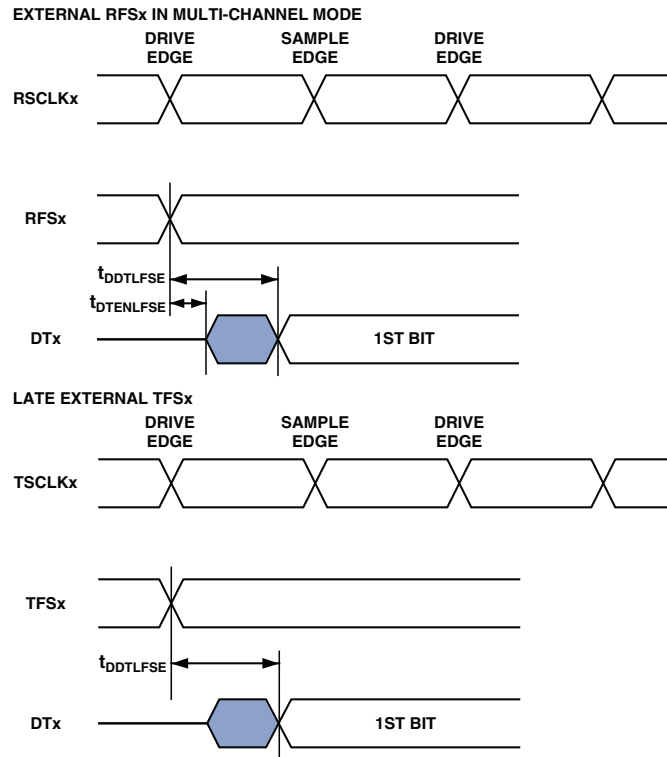 EXTERNAL RFSx IN MULTI-CHANNEL MODE
DRIVE EDGE
SAMPLE EDGE
DRIVE EDGE
RSCLKx
RFSx
tDDTLFSE
tDTENLFSE
DTx
1ST BIT
LATE EXTERNAL TFSx
DRIVE EDGE
SAMPLE EDGE
DRIVE EDGE
TSCLKx
TFSx
tDDTLFSE
DTx
1ST BIT